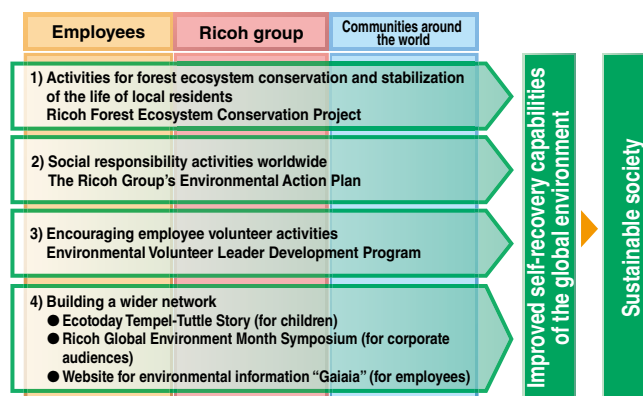 Employees
Ricoh group
Communities around
the world
1) Activities for forest ecosystem conservation and stabilization
of the life of local residents
Ricoh Forest Ecosystem Conservation Project
2) Social responsibility activities worldwide
The Ricoh Group's Environmental Action Plan
3) Encouraging employee volunteer activities
Environmental Volunteer Leader Development Program
4) Building a wider network
● Ecotoday Tempel-Tuttle Story (for children)
● Ricoh Global Environment Month Symposium (for corporate
audiences)
● Website for environmental information “Gaiaia” (for employees)
Improved self-recovery capabilities
of the global environment
Sustainable society